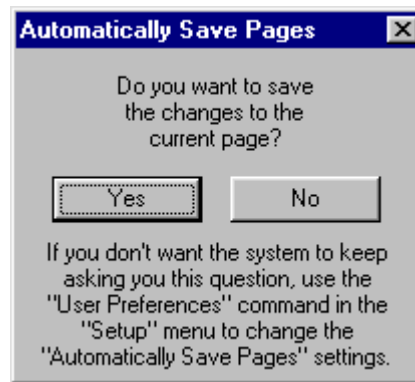 Automatically Save Pages
Do you want to save
the changes to the
current page?
Yes
No
If you don't want the system to keep
asking you this question, use the
"User Preferences" command in the
"Setup" menu to change the
"Automatically Save Pages" settings.